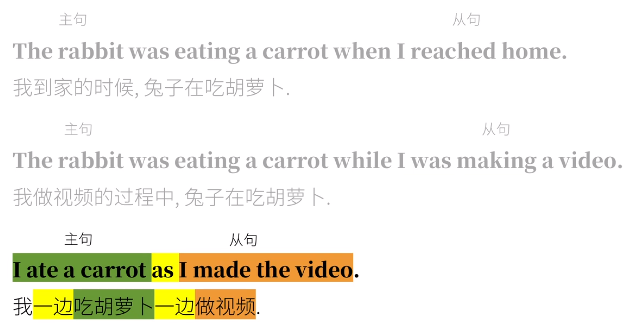 主句 从句
The rabbit was eating a carrot when I reached home.
我到家的时候, 兔子在吃胡萝卜.
主句 从句
The rabbit was eating a carrot while I was making a video.
我做视频的过程中, 兔子在吃胡萝卜.
主句 从句
I ate a carrot as I made the video.
我一边吃胡萝卜一边做视频.